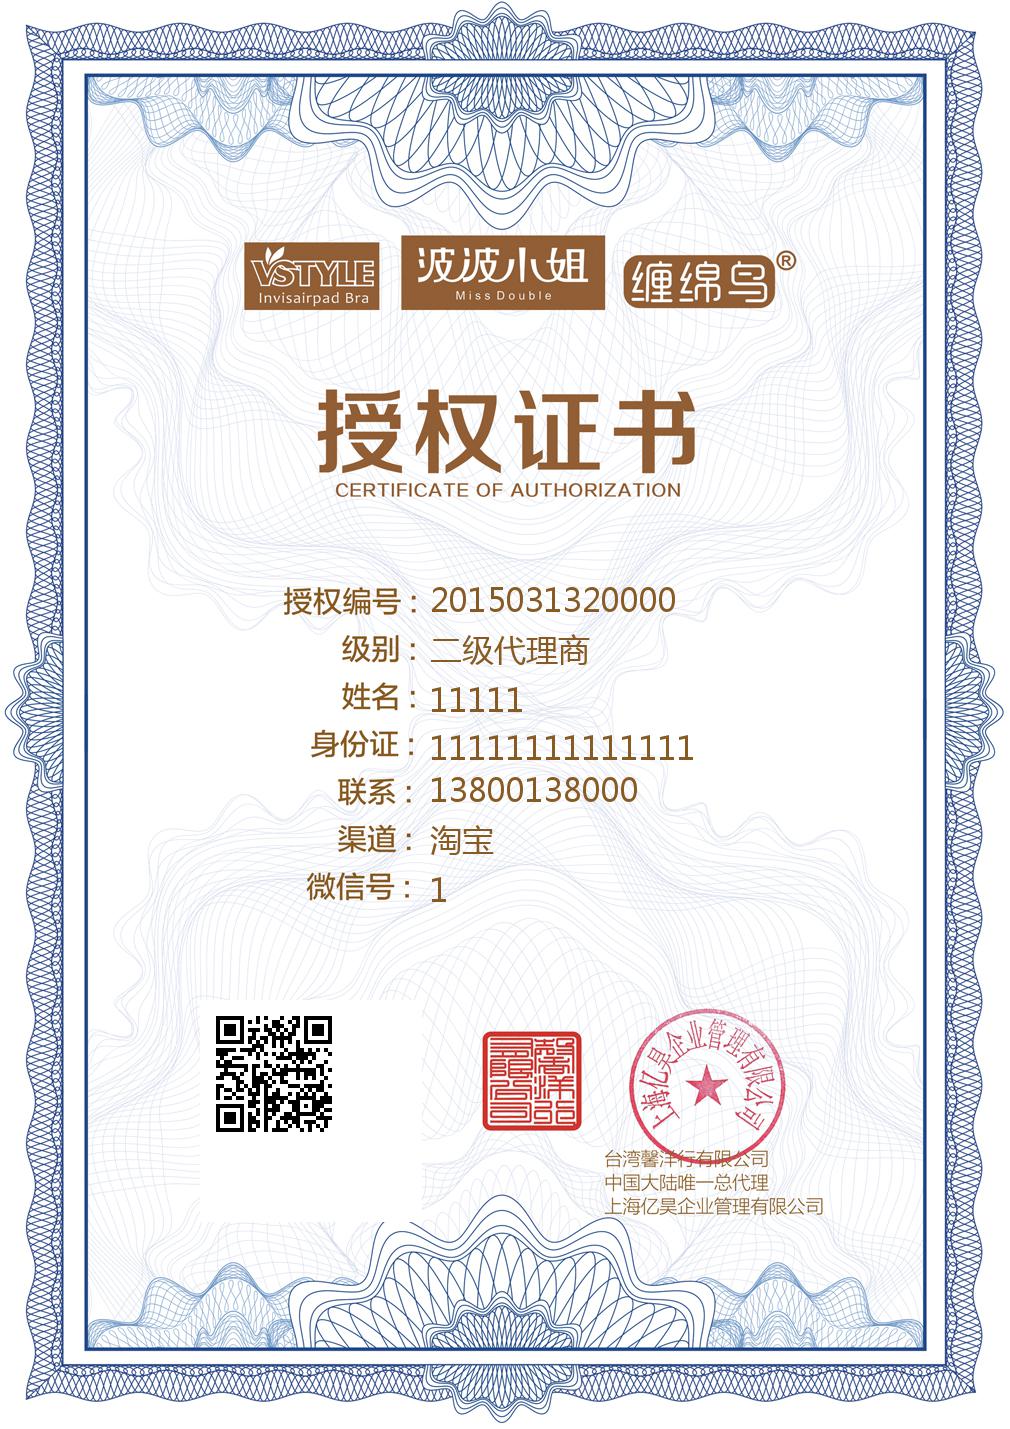 VSTYLE
Invisairpad Bra
波波小姐
Miss Double
缠绵鸟®
授权证书
CERTIFICATE OF AUTHORIZATION
授权编号：2015031320000
级别：二级代理商
姓名：11111
身份证：11111111111111
联系：13800138000
渠道：淘宝
微信号：1
上海亿昊企业管理有限公司
台湾馨洋行有限公司
中国大陆唯一总代理
上海亿昊企业管理有限公司